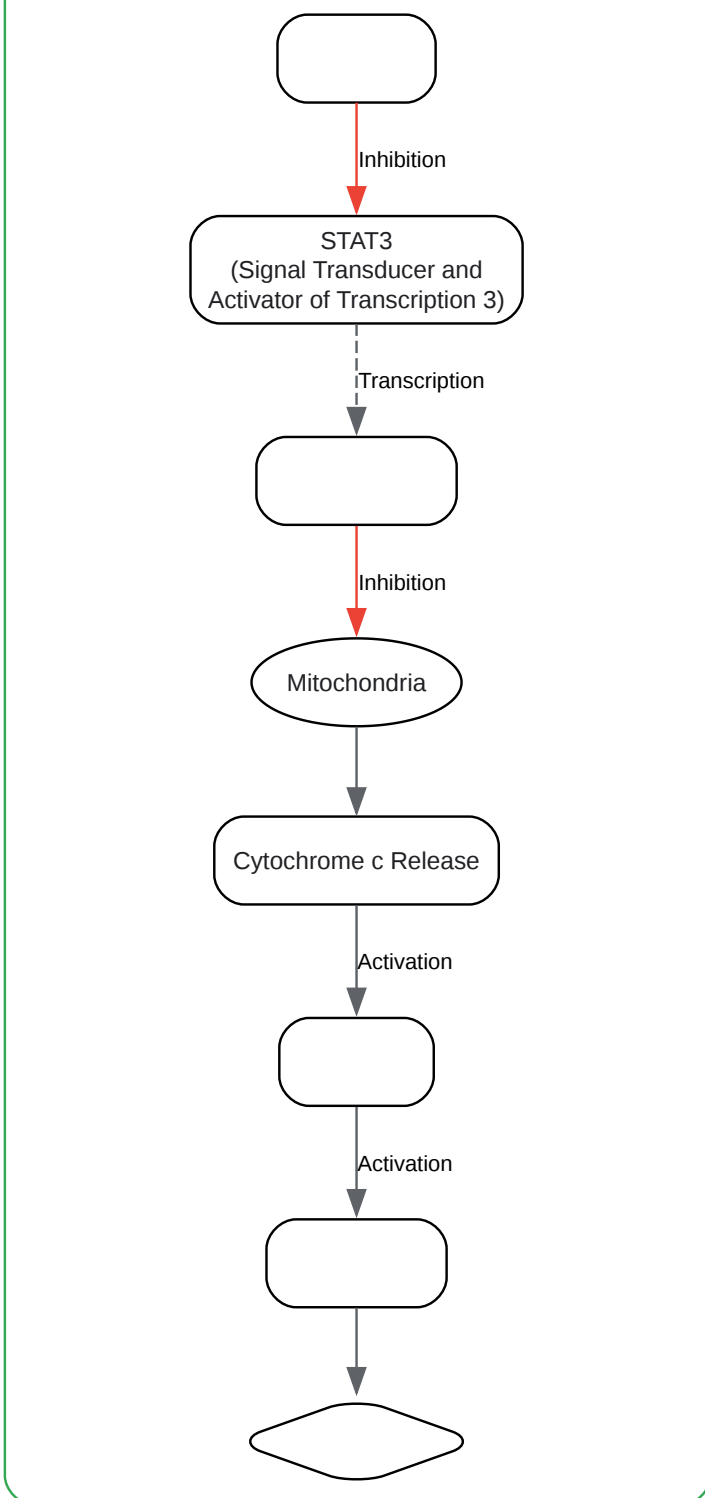 Inhibition
STAT3
(Signal Transducer and
Activator of Transcription 3)
Transcription
Inhibition
Mitochondria
Cytochrome c Release
Activation
Activation